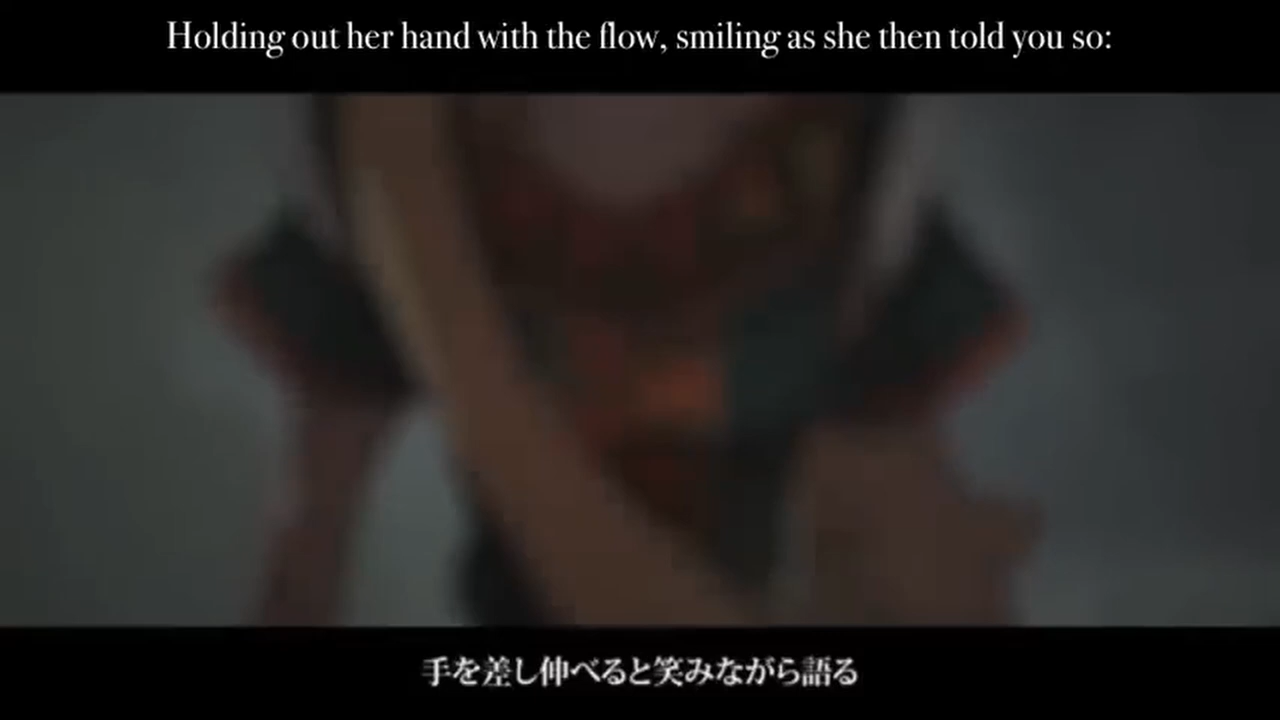 Holding out her hand with the flow, smiling as she then told you so:
手を差し伸べると笑みながら語る